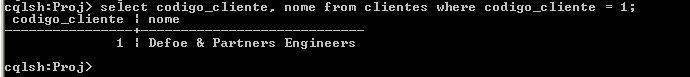 cqlsh:Proj> select codigo_cliente, nome from clientes where codigo_cliente = 1;
 codigo_cliente ¦ nome
----------------+----------------------------
              1 ¦ Defoe & Partners Engineers
cqlsh:Proj>